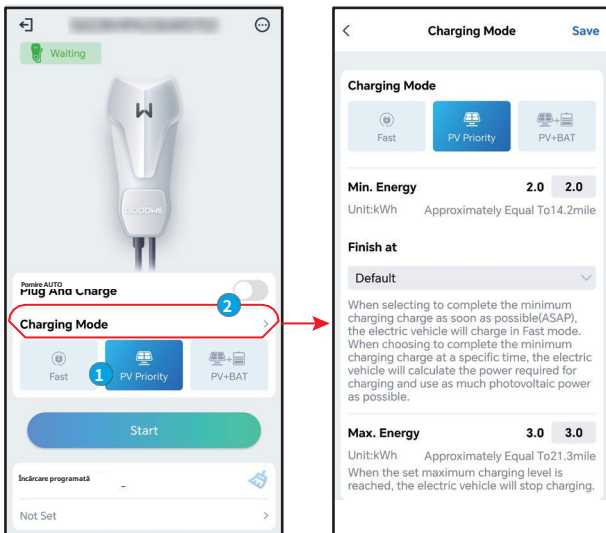 Waiting
GOODWE
Pornire AUTO
Plug And Charge
2
Charging Mode
Fast
1
PV Priority
PV+BAT
Start
Încărcare programată
Not Set
Charging Mode
Save
Charging Mode
Fast
PV Priority
PV+BAT
Min. Energy 2.0 2.0
Unit:kWh Approximately Equal To14.2mile
Finish at
Default
When selecting to complete the minimum
charging charge as soon as possible(ASAP),
the electric vehicle will charge in Fast mode.
When choosing to complete the minimum
charging charge at a specific time, the electric
vehicle will calculate the power required for
charging and use as much photovoltaic power
as possible.
Max. Energy 3.0 3.0
Unit:kWh Approximately Equal To21.3mile
When the set maximum charging level is
reached, the electric vehicle will stop charging.